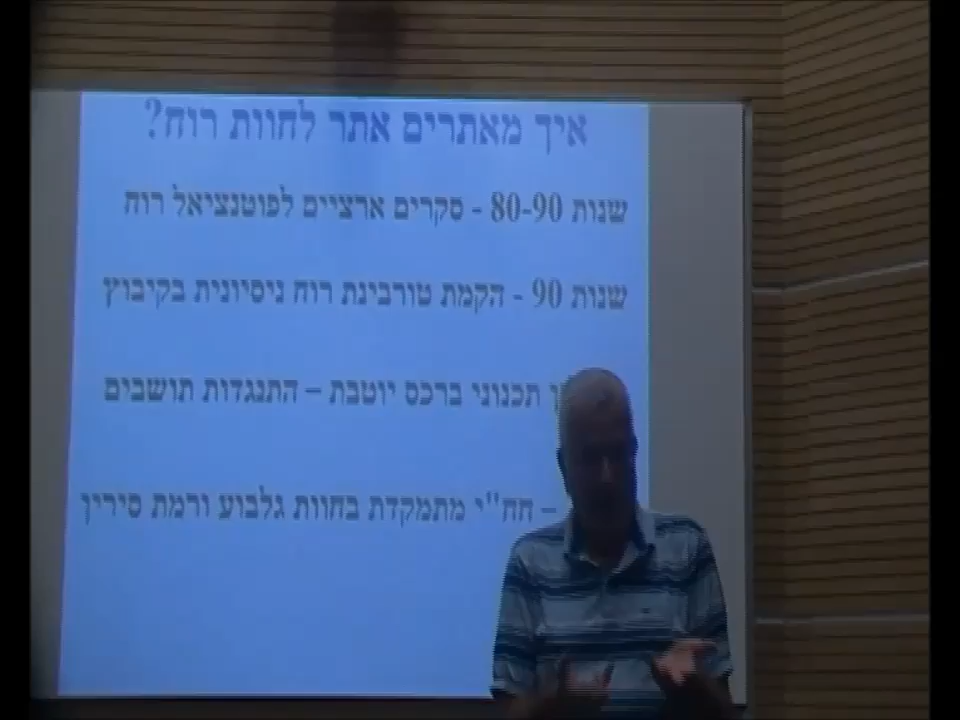 איך מאתרים אתר לחוות רוח?
שנות 80-90 - סקרים ארציים לפוטנציאל רוח
שנות 90 - הקמת טורבינת רוח ניסיונית בקיבוץ
תכנוני ברכס יוטבת – התנגדות תושבים
– חח"י מתמקדת בחוות גלבוע ורמת סירין